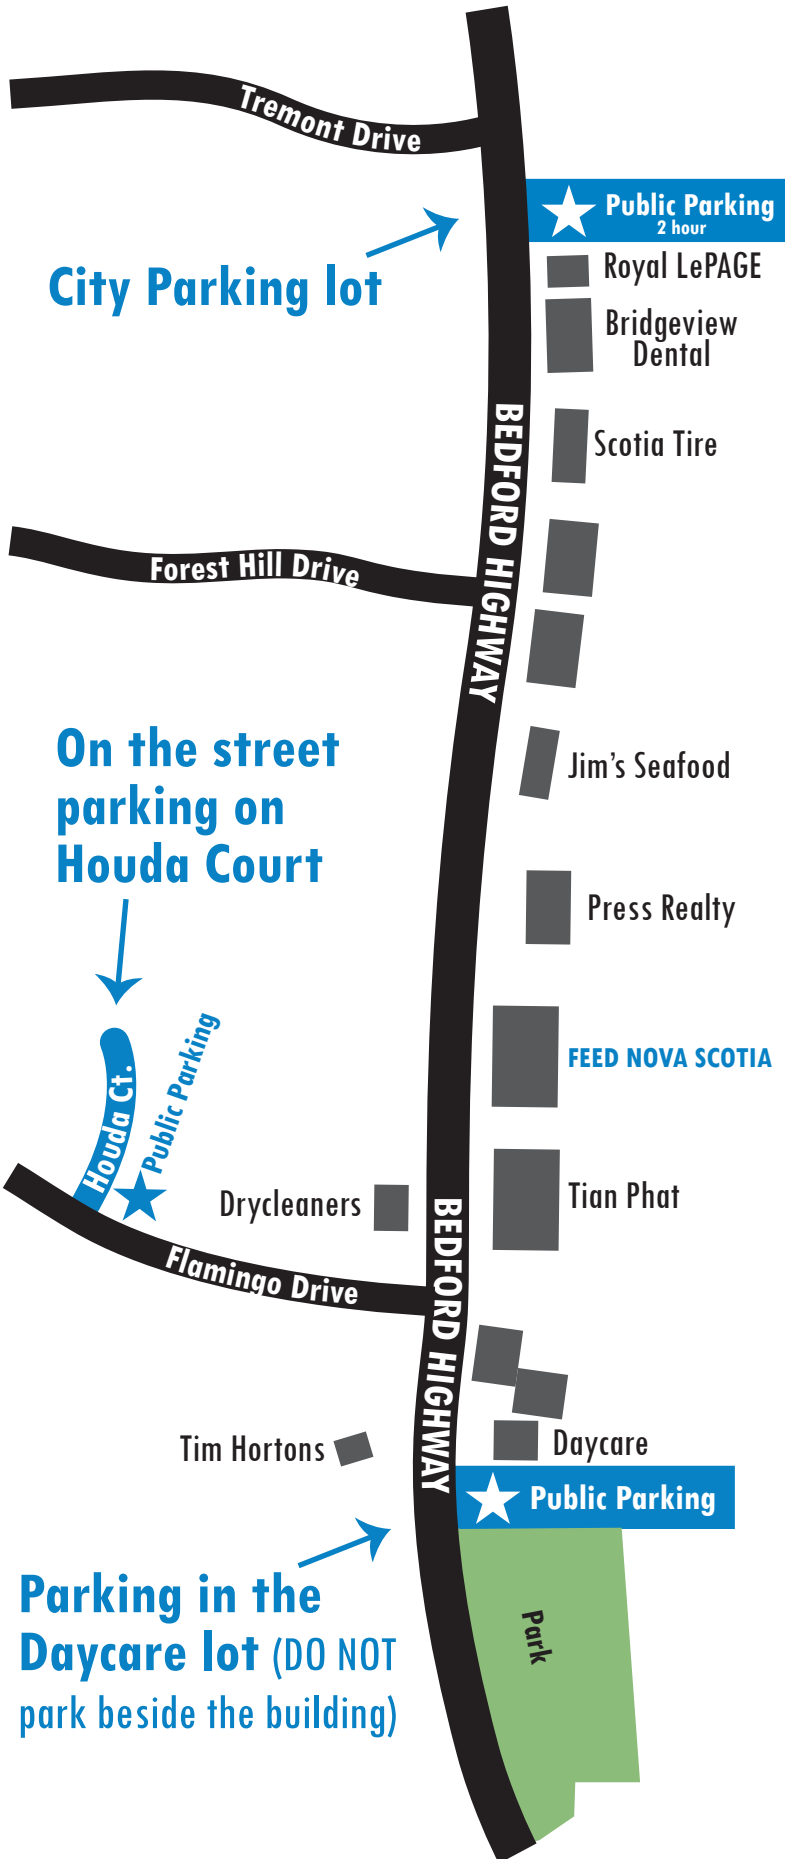 Tremont Drive
Public Parking
2 hour
City Parking lot
Royal LePAGE
Bridgeview
Dental
BEDFORD HIGHWAY
Scotia Tire
Forest Hill Drive
On the street
parking on
Houda Court
Jim's Seafood
Press Realty
Public Parking
Houda Ct.
FEED NOVA SCOTIA
Drycleaners
Tian Phat
BEDFORD HIGHWAY
Flamingo Drive
Tim Hortons
Daycare
Public Parking
Parking in the
Daycare lot (DO NOT
park beside the building)
Park